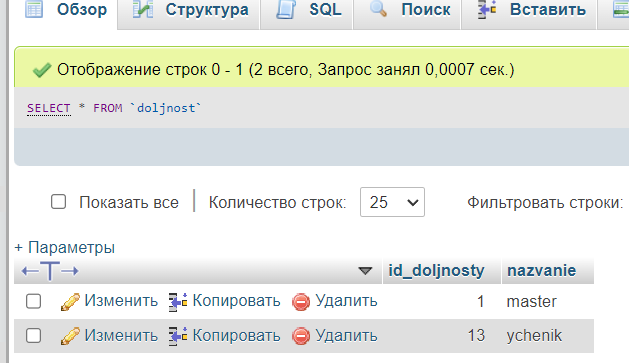 Обзор Структура SQL Поиск Вставить
Отображение строк 0 - 1 (2 всего, Запрос занял 0,0007 сек.)
SELECT * FROM `doljnost`
Показать все Количество строк: 25 Фильтровать строки:
+ Параметры
←T→ id_doljnosty nazvanie
Изменить Копировать Удалить 1 master
Изменить Копировать Удалить 13 ychenik